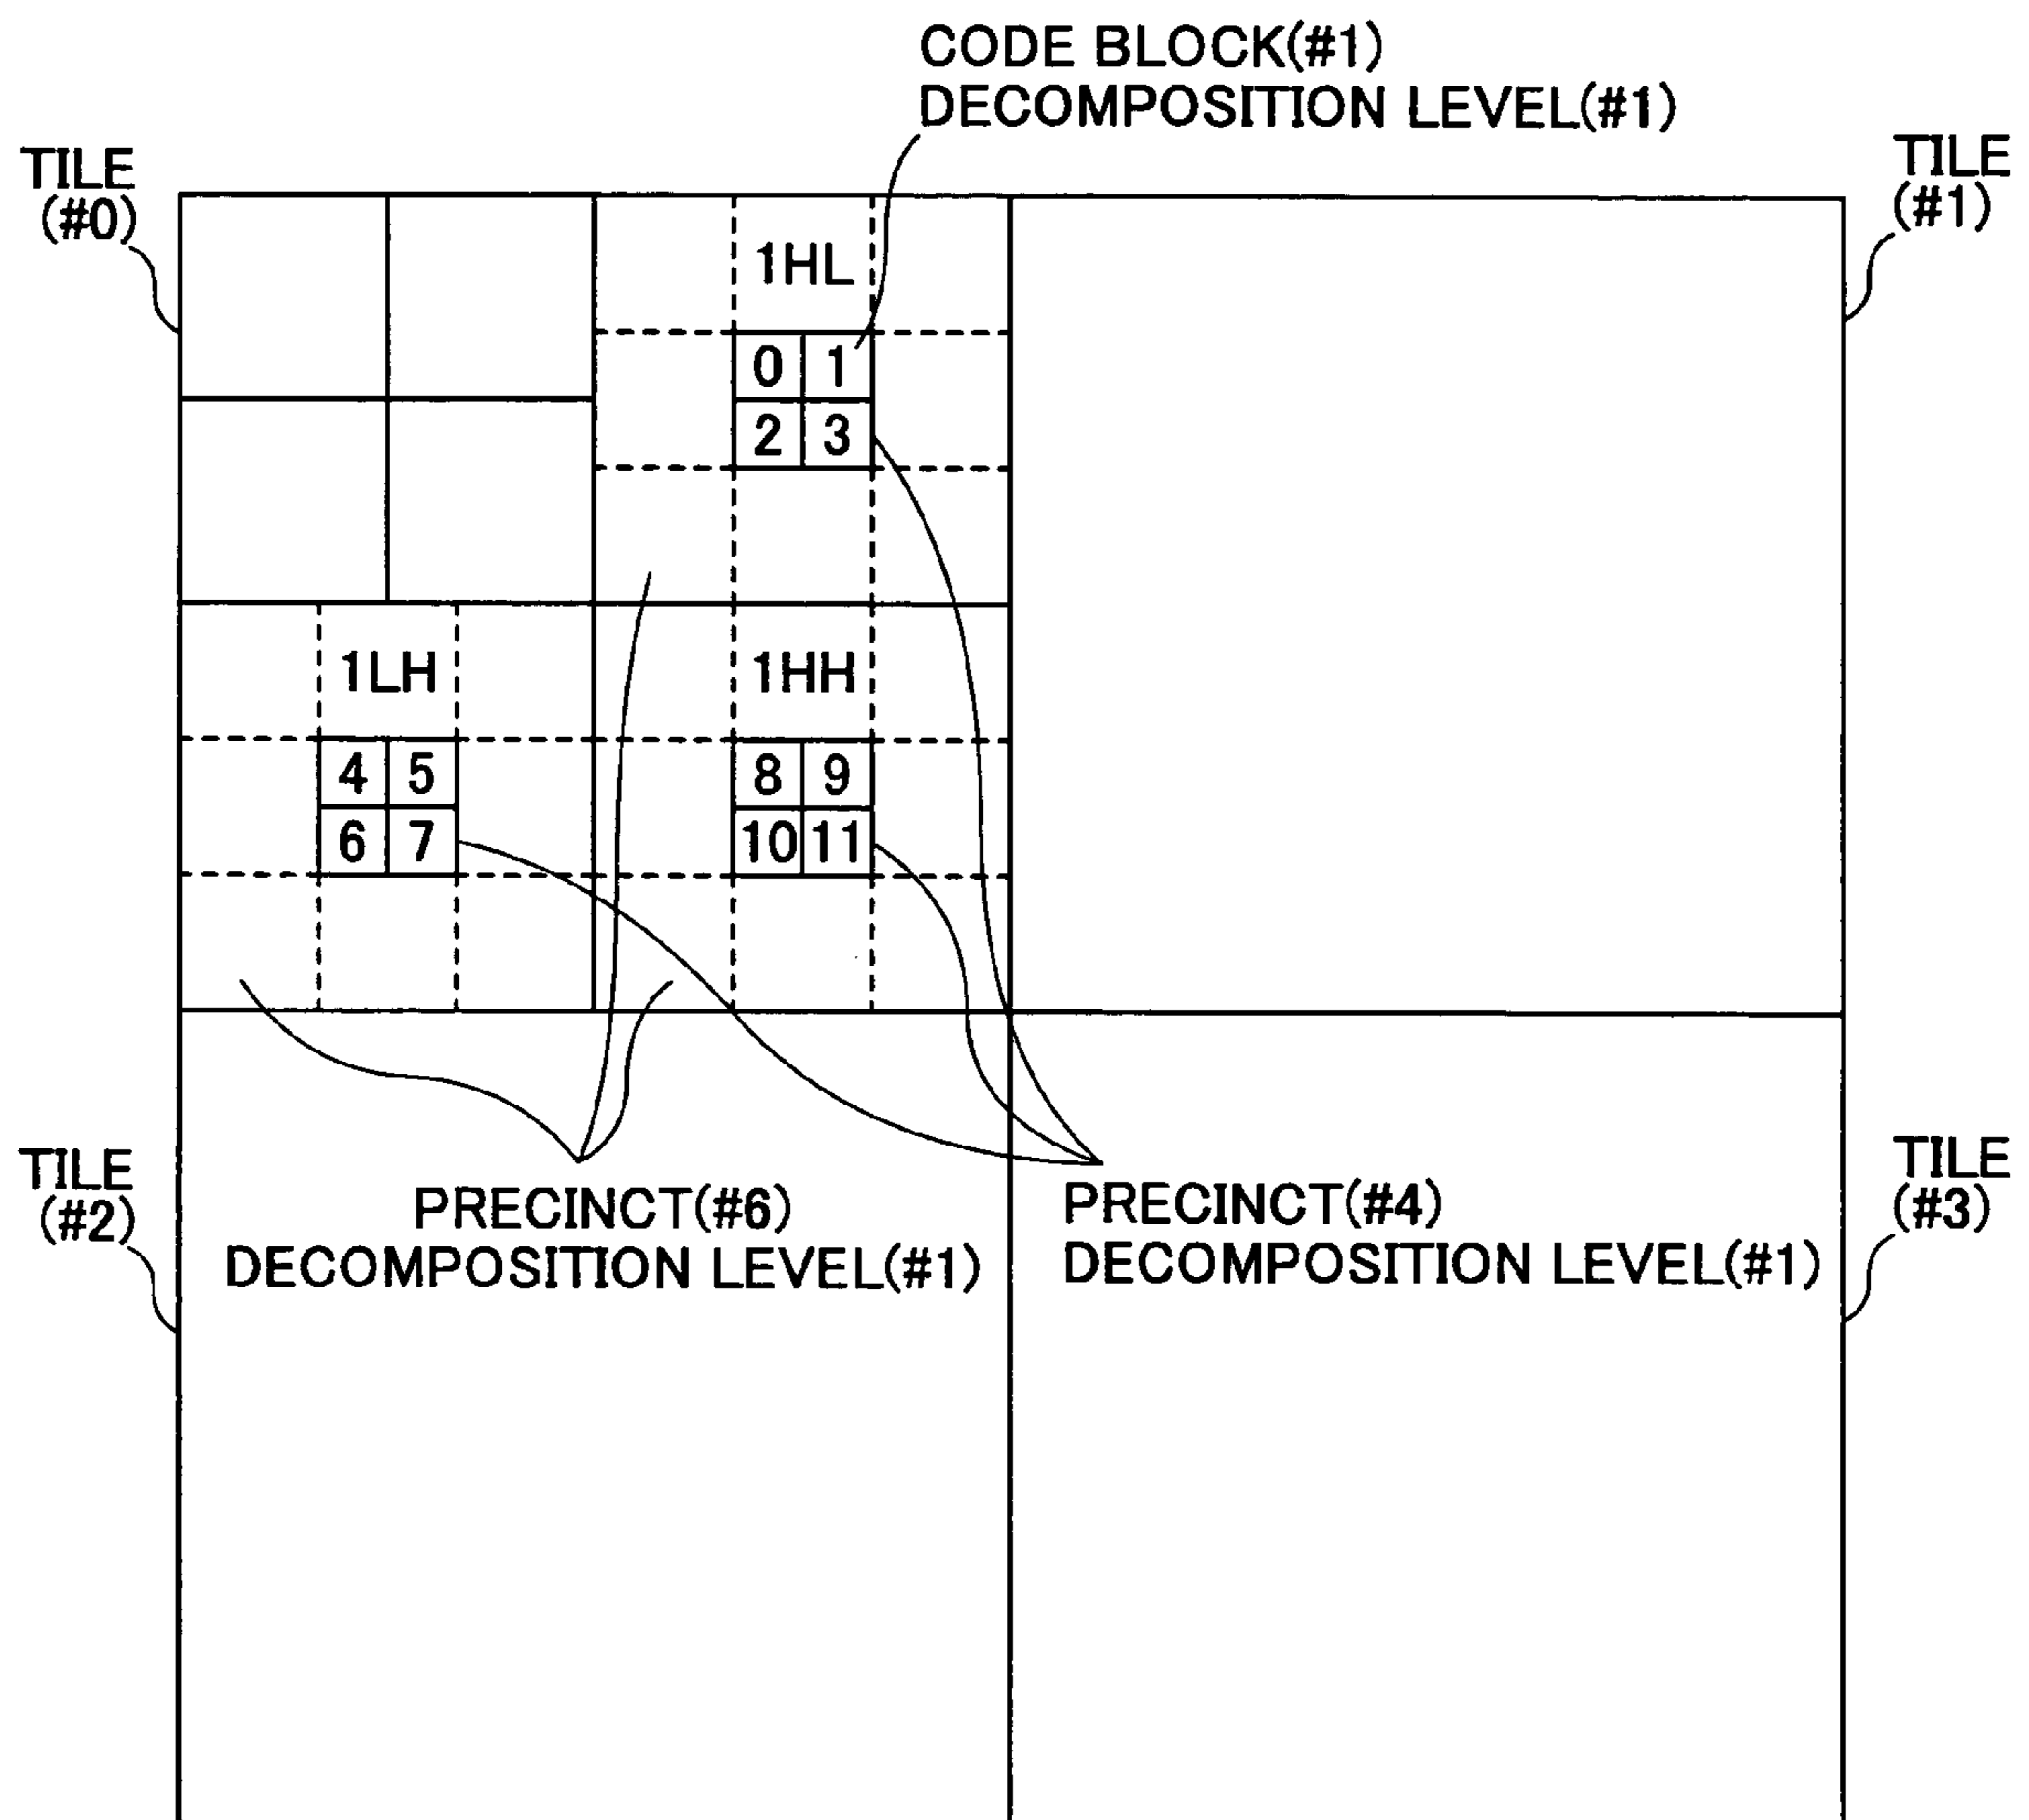 CODE BLOCK(#1)
DECOMPOSITION LEVEL(#1)
TILE
(#0)
TILE
(#1)
1HL
0 1
2 3
1LH
1HH
4 5
6 7
8 9
10 11
TILE
(#2)
PRECINCT(#6)
DECOMPOSITION LEVEL(#1)
PRECINCT(#4)
DECOMPOSITION LEVEL(#1)
TILE
(#3)